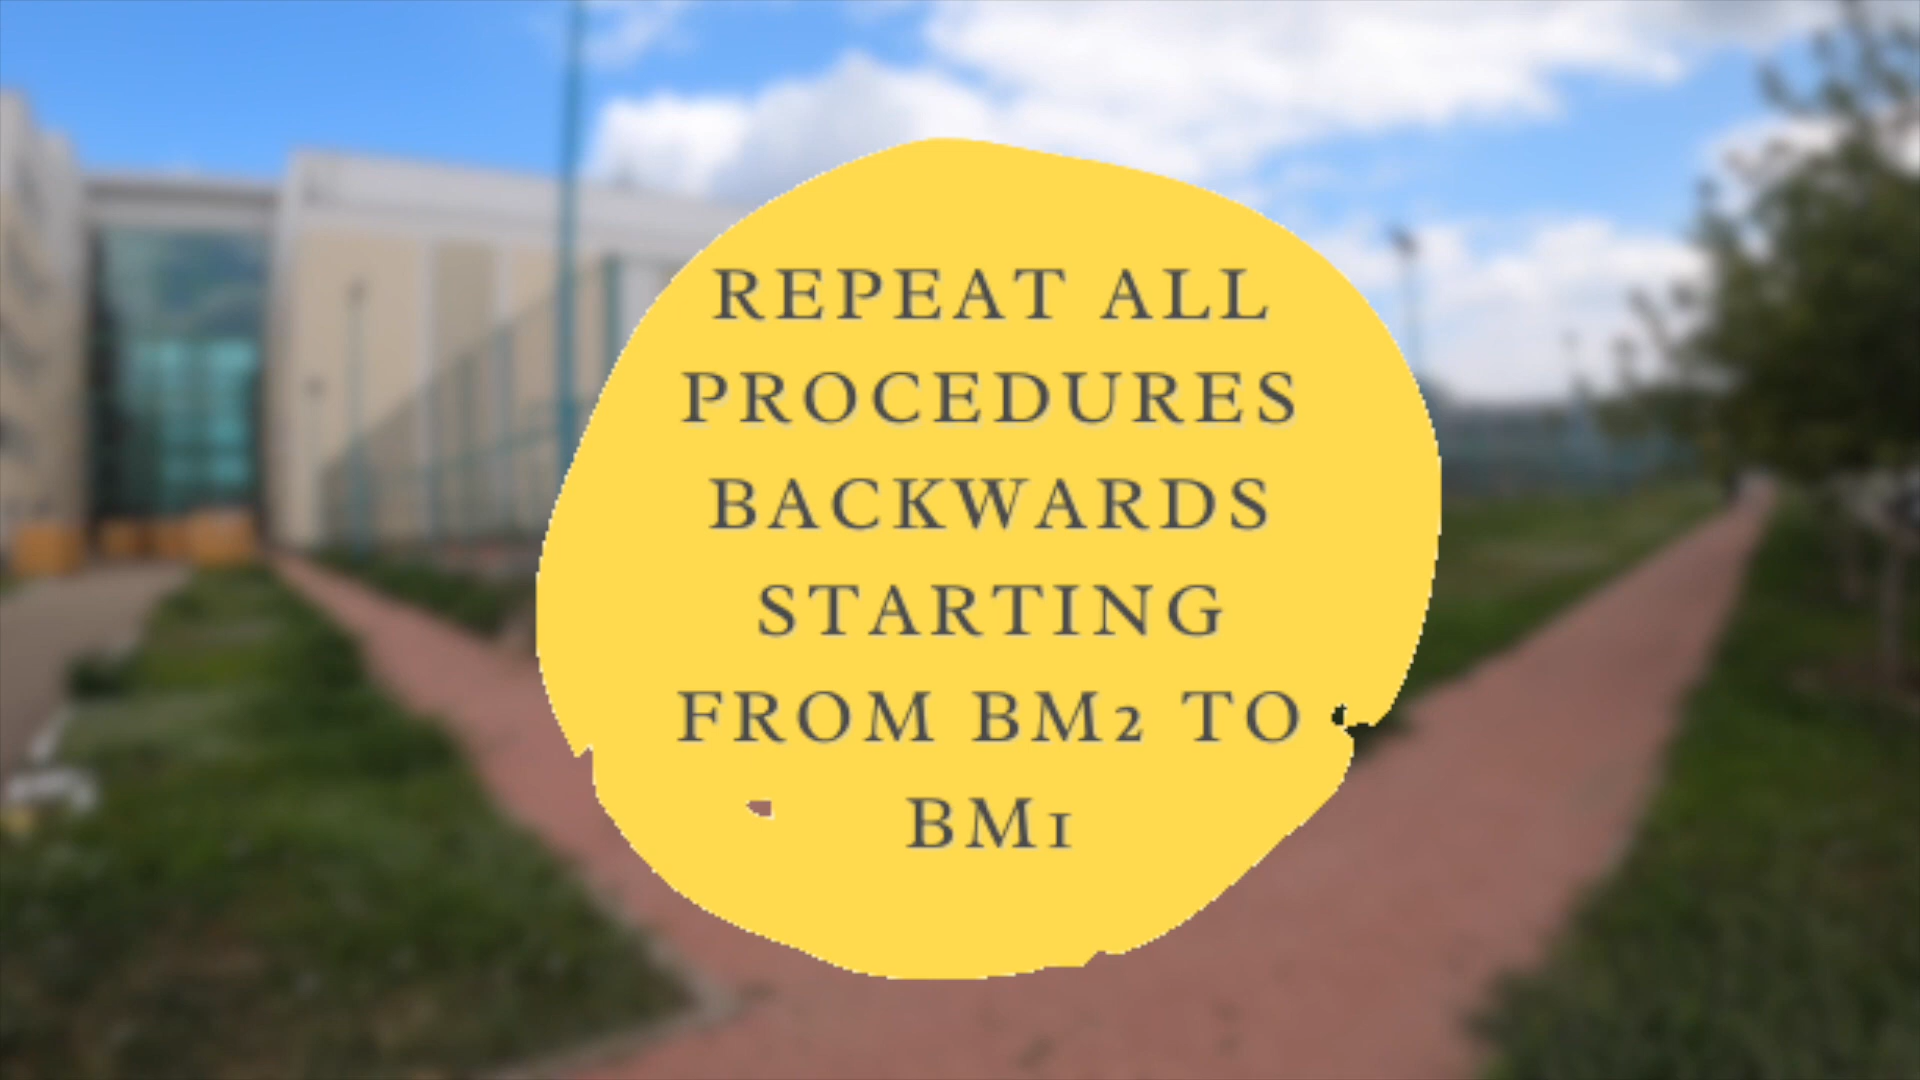 REPEAT ALL
PROCEDURES
BACKWARDS
STARTING
FROM BM2 TO
BM1